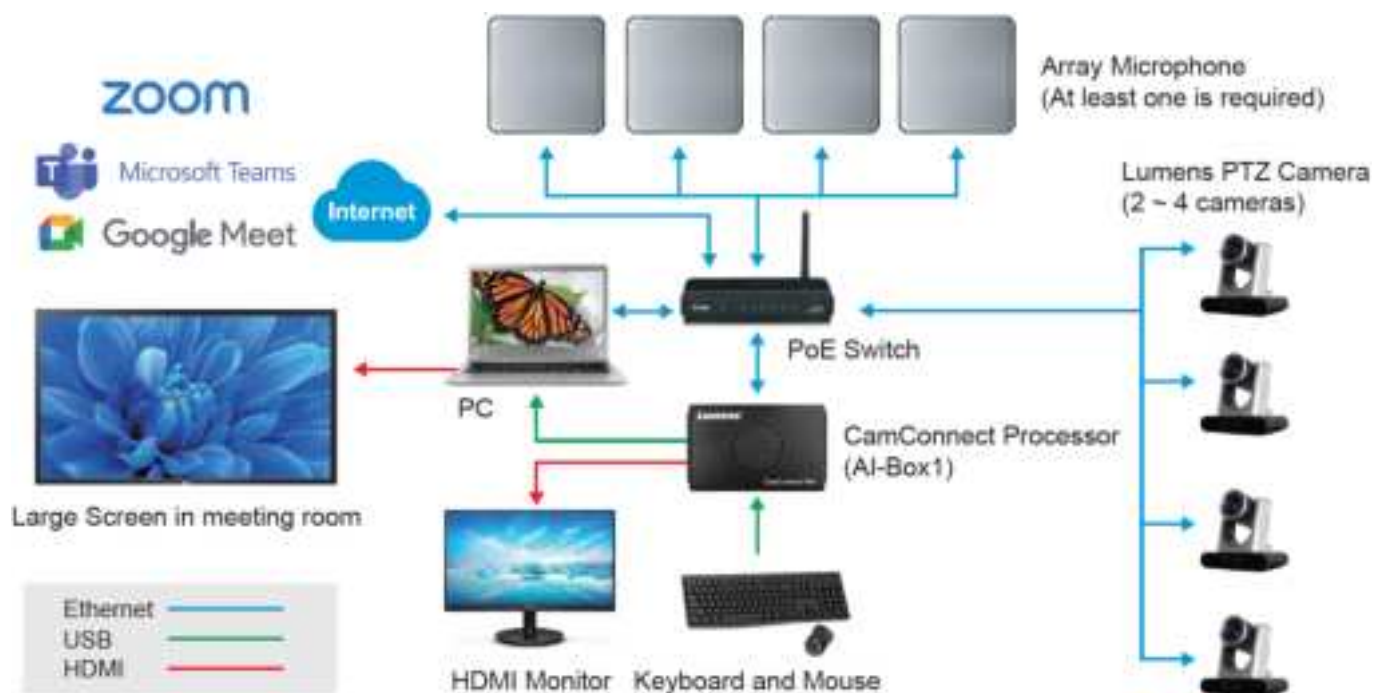 zoom
Microsoft Teams
Google Meet
Internet
Array Microphone
(At least one is required)
Lumens PTZ Camera
(2 ~ 4 cameras)
PoE Switch
PC
CamConnect Processor
(AI-Box1)
Lumens
Large Screen in meeting room
HDMI Monitor
Keyboard and Mouse
Ethernet
USB
HDMI